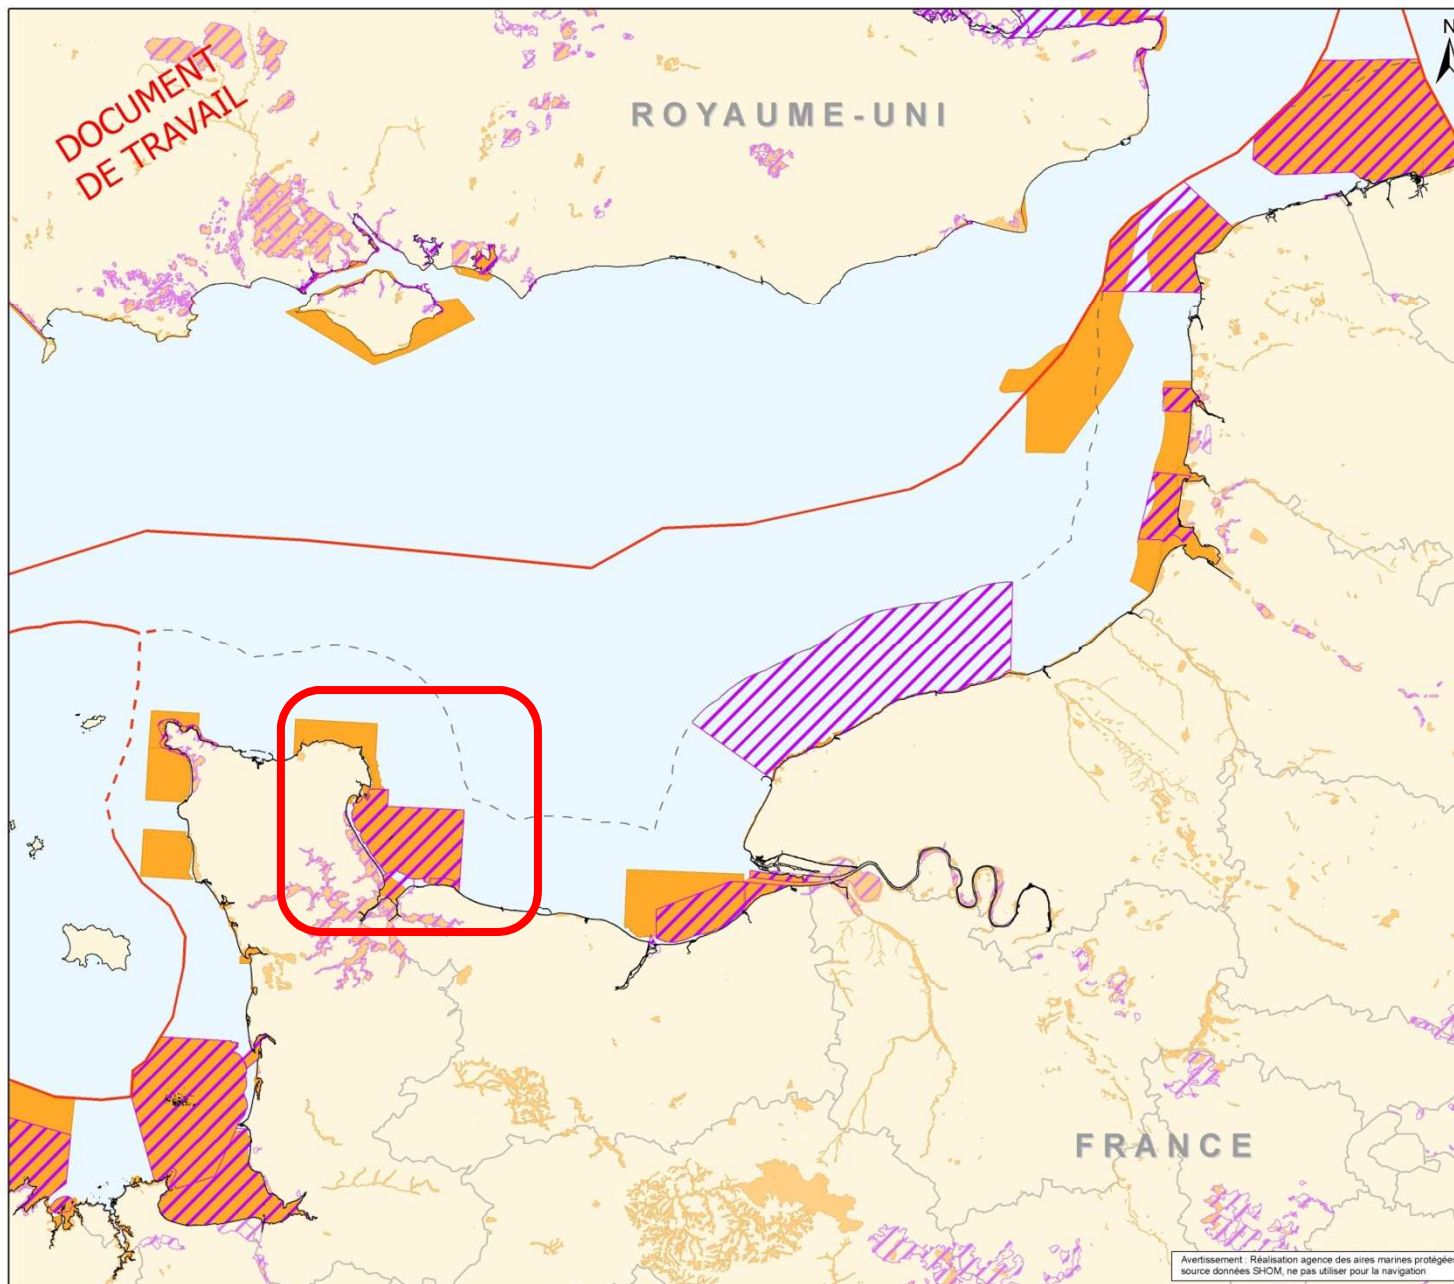 DOCUMENT
DE TRAVAIL
ROYAUME-UNI
N
FRANCE
Avertissement : Réalisation agence des aires marines protégées
source données SHOM, ne pas utiliser pour la navigation